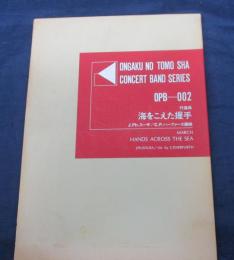 ONGAKU NO TOMO SHA
CONCERT BAND SERIES
OPB—002
行進曲
海をこえた握手
MARCH
HANDS ACROSS THE SEA